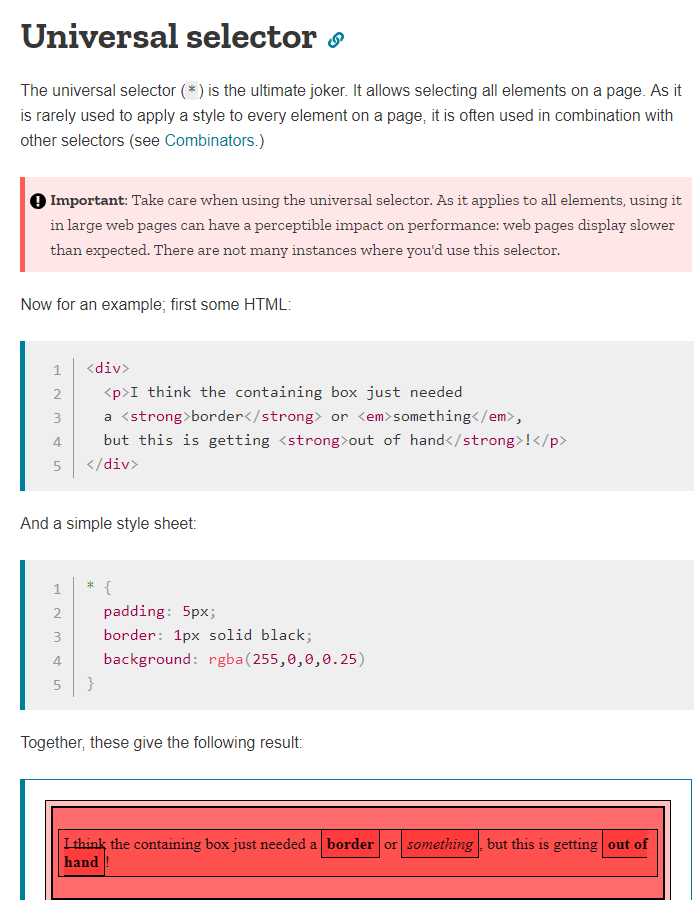 Universal selector
The universal selector (*) is the ultimate joker. It allows selecting all elements on a page. As it
is rarely used to apply a style to every element on a page, it is often used in combination with
other selectors (see Combinators.)
Important: Take care when using the universal selector. As it applies to all elements, using it
in large web pages can have a perceptible impact on performance: web pages display slower
than expected. There are not many instances where you'd use this selector.
Now for an example; first some HTML:
1 <div>
2 <p>I think the containing box just needed
3 a <strong>border</strong> or <em>something</em>,
4 but this is getting <strong>out of hand</strong>!</p>
5 </div>
And a simple style sheet:
1 * {
2 padding: 5px;
3 border: 1px solid black;
4 background: rgba(255,0,0,0.25)
5 }
Together, these give the following result:
I think the containing box just needed a border or something, but this is getting out of
hand!